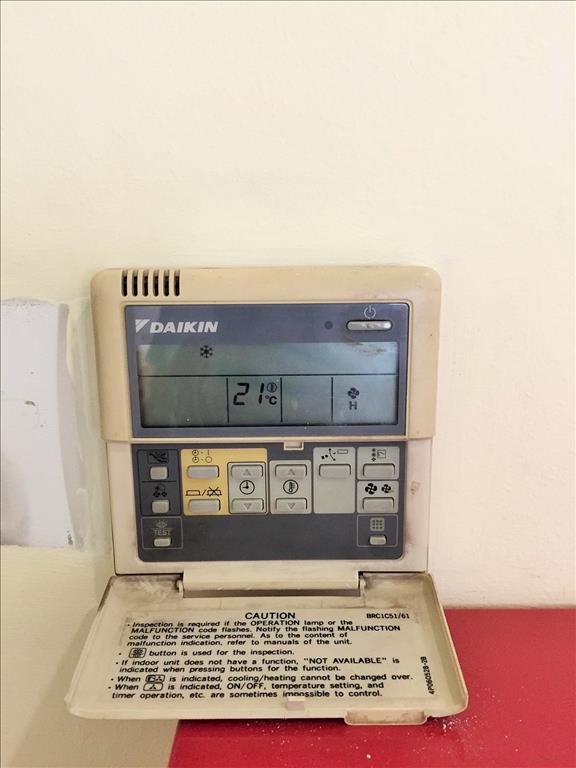 DAIKIN
21 °C
H
TEST
CAUTION
BRC1C51/61
· Inspection is required if the OPERATION lamp or the
MALFUNCTION code flashes. Notify the flashing MALFUNCTION
code to the service personnel. As to the content of
malfunction indication, refer to manuals of the unit.
· button is used for the inspection.
· If indoor unit does not have a function, "NOT AVAILABLE" is
indicated when pressing buttons for the function.
· When is indicated, cooling/heating cannot be changed over.
· When is indicated, ON/OFF, temperature setting, and
timer operation, etc. are sometimes impossible to control.
4P060528-2B